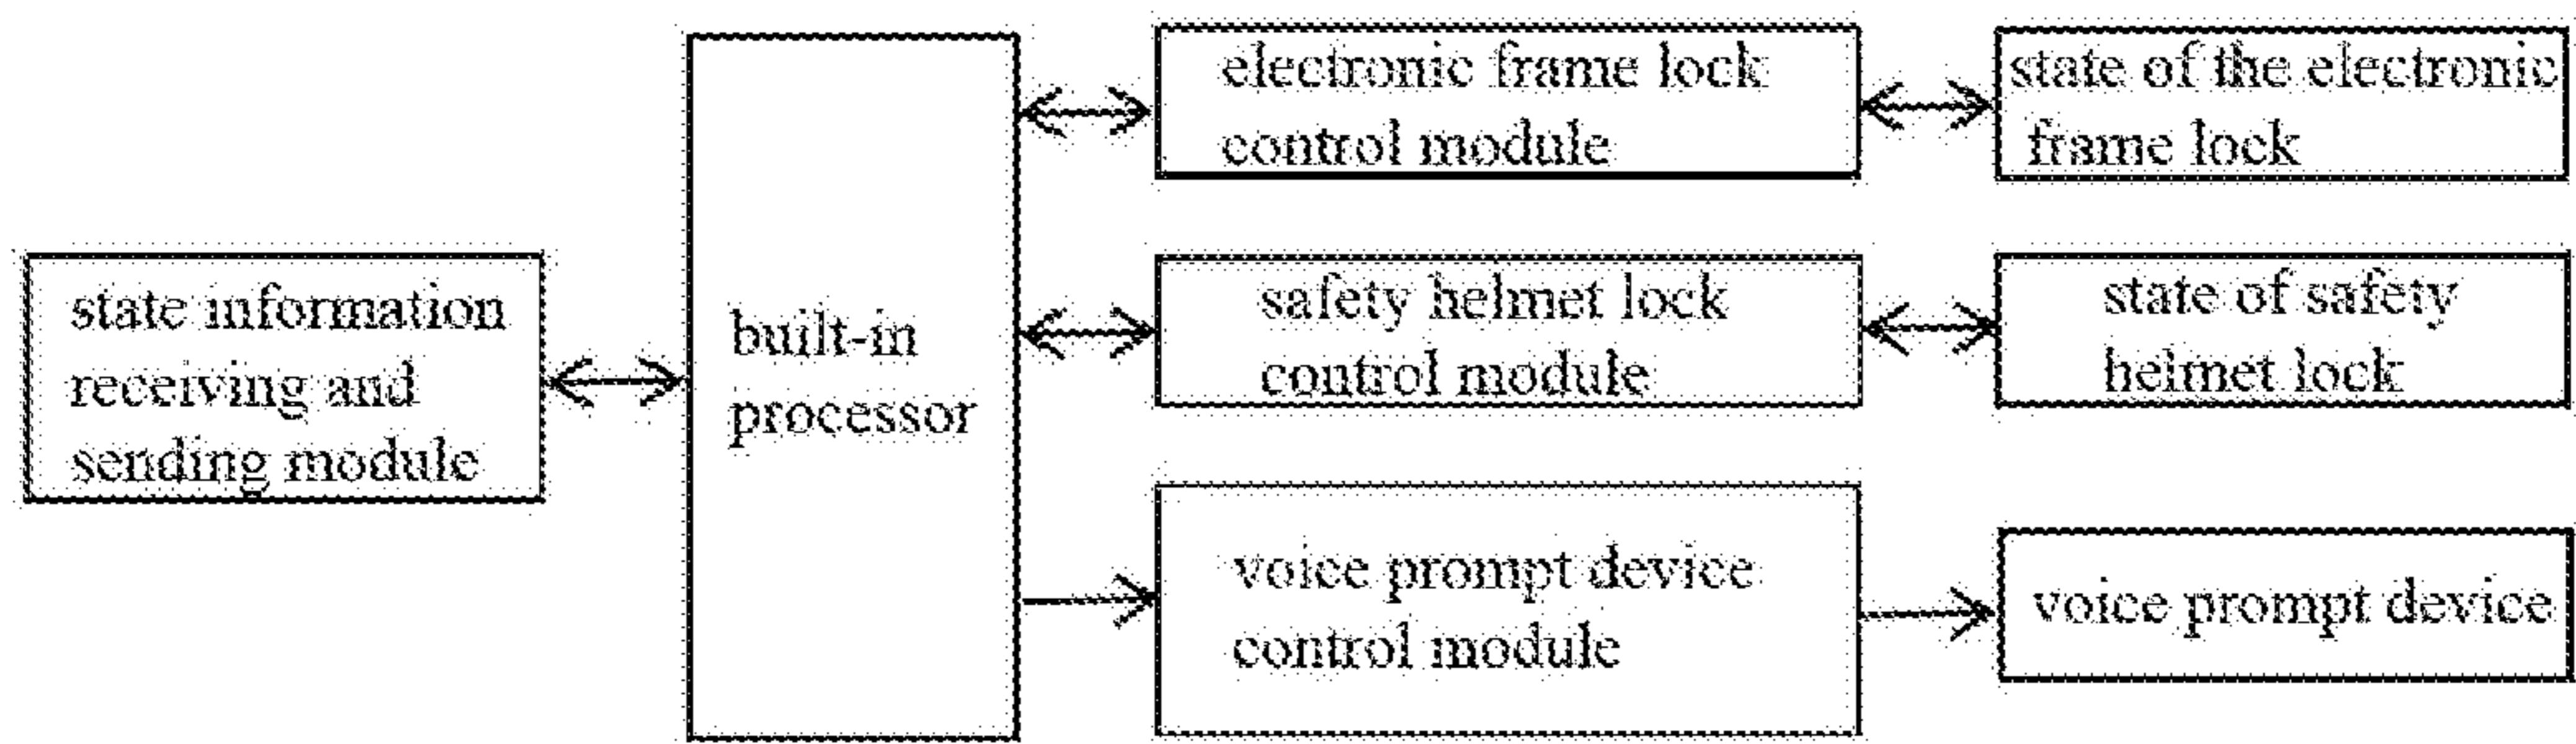 state information
receiving and
sending module
built-in
processor
electronic frame lock
control module
state of the electronic
frame lock
safety helmet lock
control module
state of safety
helmet lock
voice prompt device
control module
voice prompt device